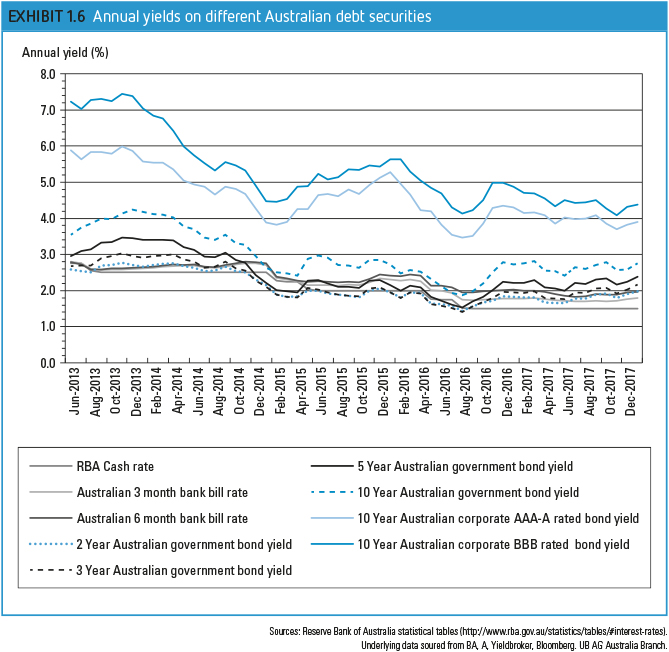 EXHIBIT 1.6 Annual yields on different Australian debt securities
Annual yield (%)
8.0
7.0
6.0
5.0
4.0
3.0
2.0
1.0
0.0
Jun-2013
Aug-2013
Oct-2013
Dec-2013
Feb-2014
Apr-2014
Jun-2014
Aug-2014
Oct-2014
Dec-2014
Feb-2015
Apr-2015
Jun-2015
Aug-2015
Oct-2015
Dec-2015
Feb-2016
Apr-2016
Jun-2016
Aug-2016
Oct-2016
Dec-2016
Feb-2017
Apr-2017
Jun-2017
Aug-2017
Oct-2017
Dec-2017
RBA Cash rate
Australian 3 month bank bill rate
Australian 6 month bank bill rate
2 Year Australian government bond yield
3 Year Australian government bond yield
5 Year Australian government bond yield
10 Year Australian government bond yield
10 Year Australian corporate AAA-A rated bond yield
10 Year Australian corporate BBB rated bond yield
Sources: Reserve Bank of Australia statistical tables (http://www.rba.gov.au/statistics/tables/#interest-rates).
Underlying data soured from BA, A, Yieldbroker, Bloomberg. UB AG Australia Branch.